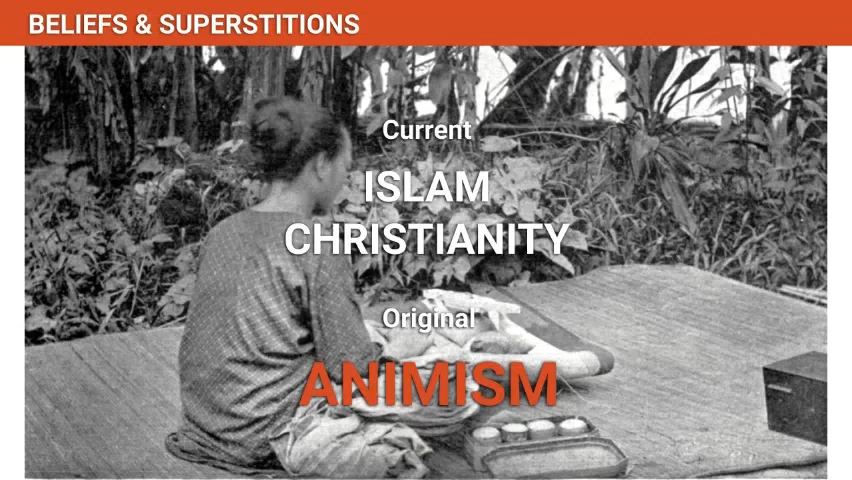 BELIEFS & SUPERSTITIONS
Current
ISLAM
CHRISTIANITY
Original
ANIMISM